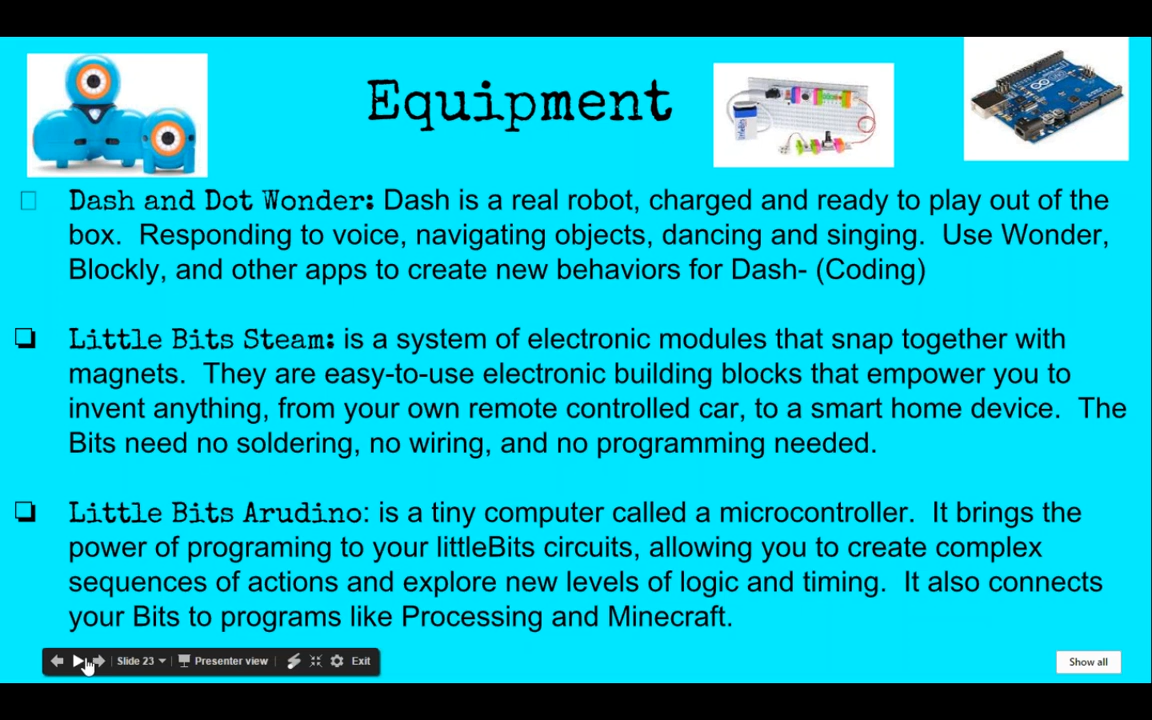 Equipment
Dash and Dot Wonder: Dash is a real robot, charged and ready to play out of the
box. Responding to voice, navigating objects, dancing and singing. Use Wonder,
Blockly, and other apps to create new behaviors for Dash- (Coding)
Little Bits Steam: is a system of electronic modules that snap together with
magnets. They are easy-to-use electronic building blocks that empower you to
invent anything, from your own remote controlled car, to a smart home device. The
Bits need no soldering, no wiring, and no programming needed.
Little Bits Arudino: is a tiny computer called a microcontroller. It brings the
power of programing to your littleBits circuits, allowing you to create complex
sequences of actions and explore new levels of logic and timing. It also connects
your Bits to programs like Processing and Minecraft.
Slide 23 Presenter view Exit
Show all